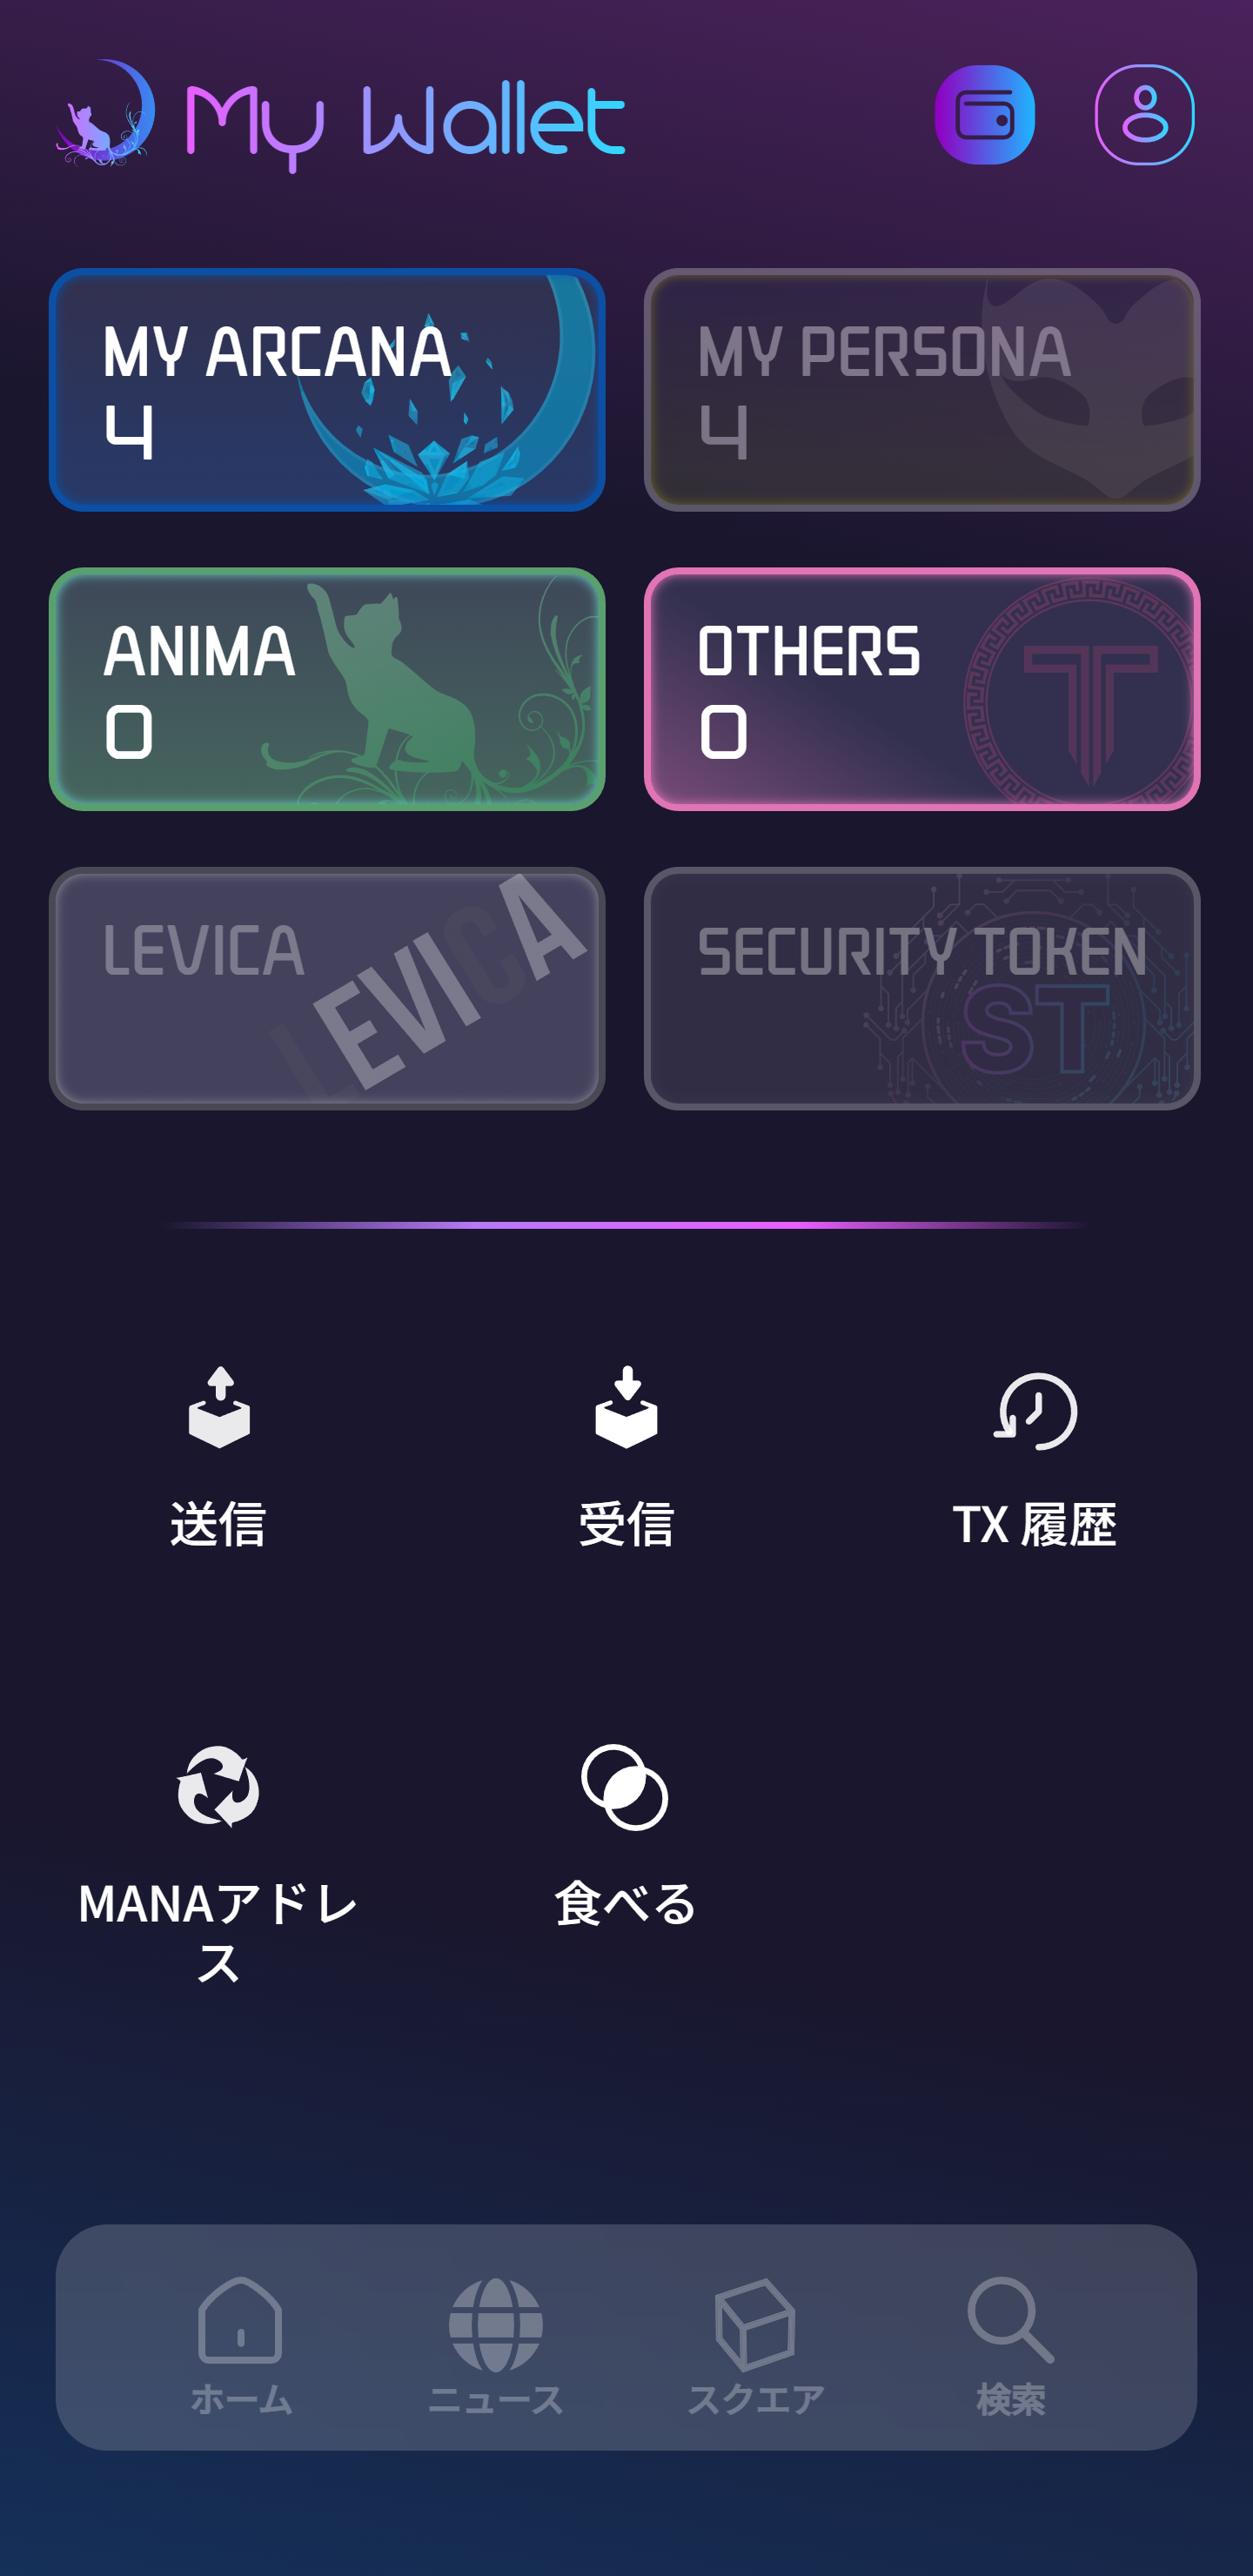 My Wallet
MY ARCANA
4
MY PERSONA
4
ANIMA
0
OTHERS
0
LEVICA
LEVICA
SECURITY TOKEN
ST
送信
受信
TX 履歴
MANAアドレ
ス
食べる
ホーム
ニュース
スクエア
検索